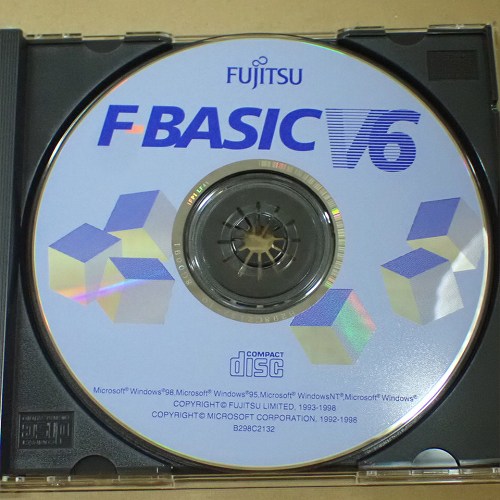 FUJITSU
F-BASIC V6
COMPACT
disc
Microsoft® Windows®98,Microsoft® Windows®95,Microsoft® WindowsNT®,Microsoft® Windows®
COPYRIGHT© FUJITSU LIMITED, 1993-1998
COPYRIGHT© MICROSOFT CORPORATION, 1992-1998
B298C2132